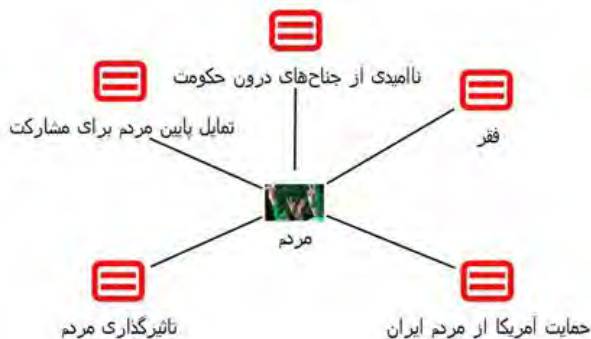 ناامیدی از جناح‌های درون حکومت
تمایل پایین مردم برای مشارکت
فقر
مردم
تاثیرگذاری مردم
حمایت آمریکا از مردم ایران